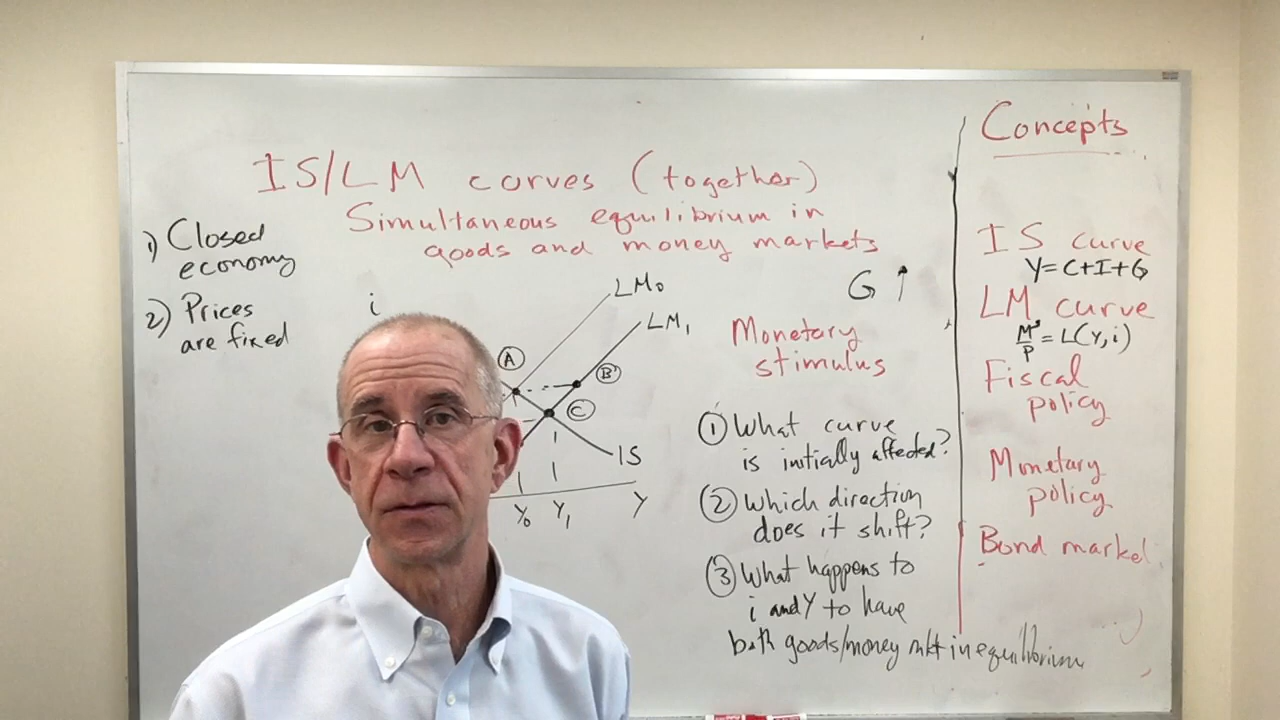 IS/LM curves (together)
Simultaneous equilibrium in
goods and money markets
1) Closed
economy
2) Prices
are fixed
i
LM0
LM1
A
B'
C
IS
Y0 Y1 Y
G ↑
Monetary
stimulus
① What curve
is initially affected?
② Which direction
does it shift?
③ What happens to
i and Y to have
both goods/money mkt in equilibrium
Concepts
IS curve
Y=C+I+G
LM curve
M^s/P = L(Y,i)
Fiscal
policy
Monetary
policy
Bond market